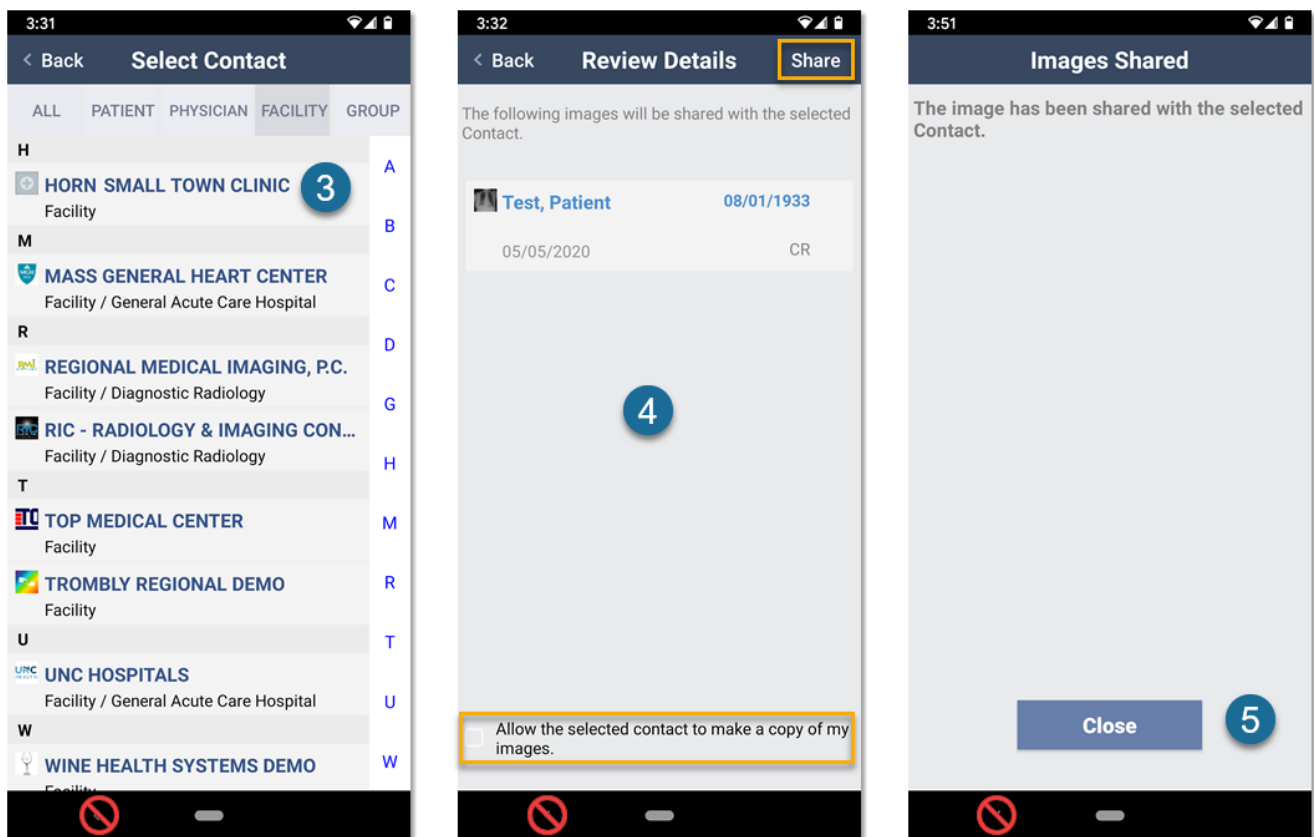 3:31
< Back Select Contact
ALL PATIENT PHYSICIAN FACILITY GROUP
H
HORN SMALL TOWN CLINIC
Facility
3
M
MASS GENERAL HEART CENTER
Facility / General Acute Care Hospital
R
REGIONAL MEDICAL IMAGING, P.C.
Facility / Diagnostic Radiology
RIC - RADIOLOGY & IMAGING CON...
Facility / Diagnostic Radiology
T
TOP MEDICAL CENTER
Facility
TROMBLY REGIONAL DEMO
Facility
U
UNC HOSPITALS
Facility / General Acute Care Hospital
W
WINE HEALTH SYSTEMS DEMO
Facility
A
B
C
D
G
H
M
R
T
U
W
3:32
< Back Review Details Share
The following images will be shared with the selected
Contact.
Test, Patient 08/01/1933
05/05/2020 CR
4
Allow the selected contact to make a copy of my
images.
3:51
Images Shared
The image has been shared with the selected
Contact.
Close
5